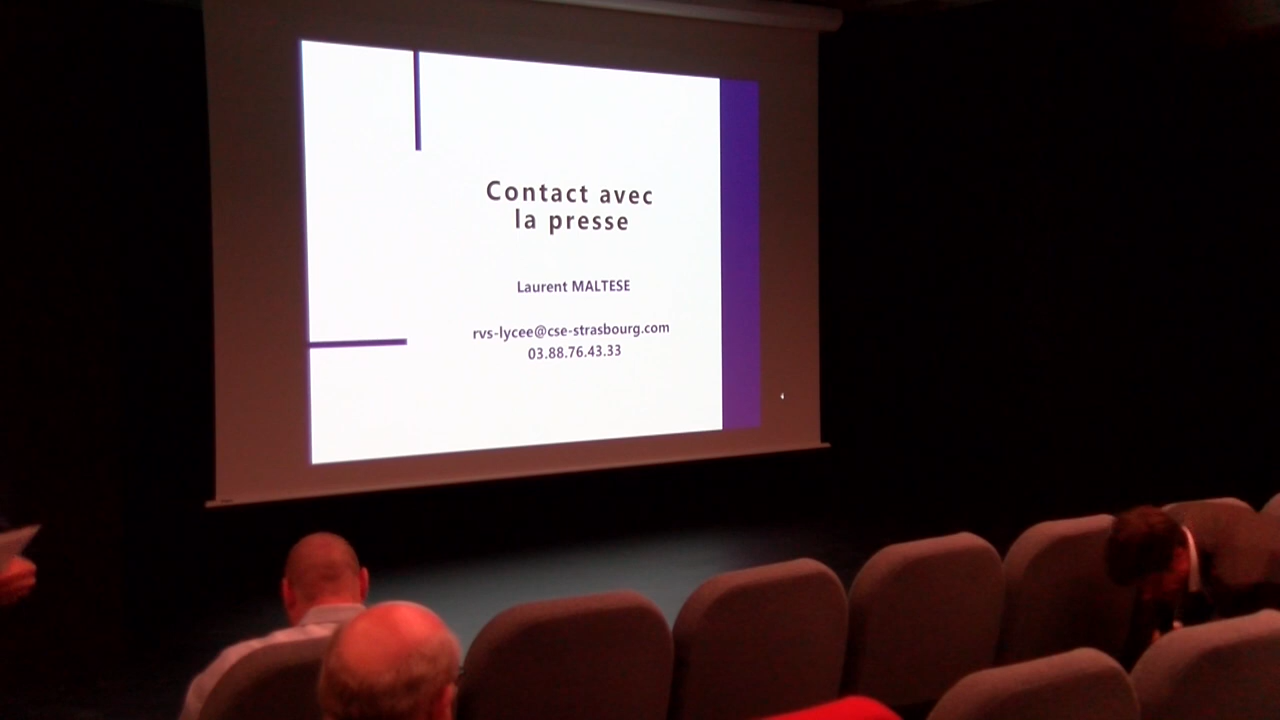 Contact avec
la presse
Laurent MALTESE
rvs-lycee@cse-strasbourg.com
03.88.76.43.33